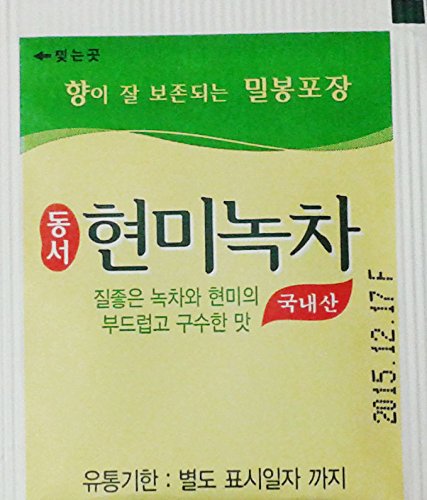 ←찢는곳
향이 잘 보존되는 밀봉포장
동서
현미녹차
질좋은 녹차와 현미의
부드럽고 구수한 맛
국내산
2015.12.17F
유통기한 : 별도 표시일자 까지